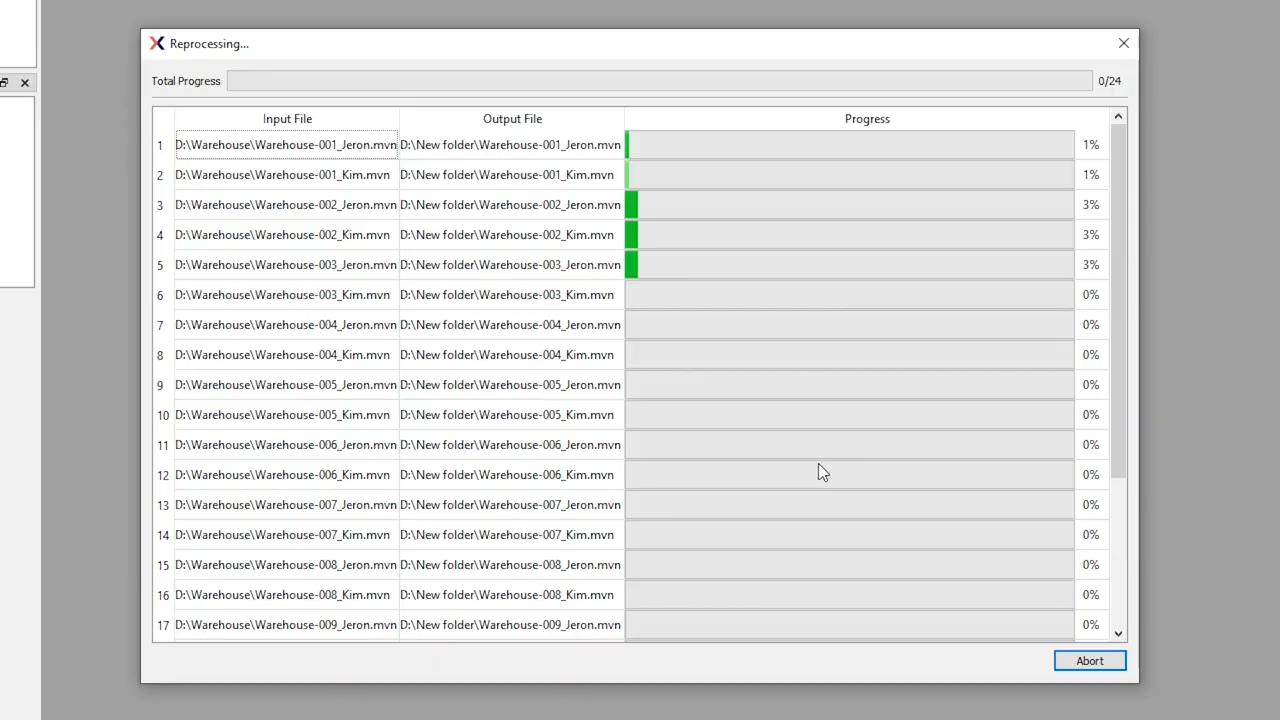 Reprocessing...
Total Progress 0/24
Input File Output File Progress
1 D:\Warehouse\Warehouse-001_Jeron.mvn D:\New folder\Warehouse-001_Jeron.mvn 1%
2 D:\Warehouse\Warehouse-001_Kim.mvn D:\New folder\Warehouse-001_Kim.mvn 1%
3 D:\Warehouse\Warehouse-002_Jeron.mvn D:\New folder\Warehouse-002_Jeron.mvn 3%
4 D:\Warehouse\Warehouse-002_Kim.mvn D:\New folder\Warehouse-002_Kim.mvn 3%
5 D:\Warehouse\Warehouse-003_Jeron.mvn D:\New folder\Warehouse-003_Jeron.mvn 3%
6 D:\Warehouse\Warehouse-003_Kim.mvn D:\New folder\Warehouse-003_Kim.mvn 0%
7 D:\Warehouse\Warehouse-004_Jeron.mvn D:\New folder\Warehouse-004_Jeron.mvn 0%
8 D:\Warehouse\Warehouse-004_Kim.mvn D:\New folder\Warehouse-004_Kim.mvn 0%
9 D:\Warehouse\Warehouse-005_Jeron.mvn D:\New folder\Warehouse-005_Jeron.mvn 0%
10 D:\Warehouse\Warehouse-005_Kim.mvn D:\New folder\Warehouse-005_Kim.mvn 0%
11 D:\Warehouse\Warehouse-006_Jeron.mvn D:\New folder\Warehouse-006_Jeron.mvn 0%
12 D:\Warehouse\Warehouse-006_Kim.mvn D:\New folder\Warehouse-006_Kim.mvn 0%
13 D:\Warehouse\Warehouse-007_Jeron.mvn D:\New folder\Warehouse-007_Jeron.mvn 0%
14 D:\Warehouse\Warehouse-007_Kim.mvn D:\New folder\Warehouse-007_Kim.mvn 0%
15 D:\Warehouse\Warehouse-008_Jeron.mvn D:\New folder\Warehouse-008_Jeron.mvn 0%
16 D:\Warehouse\Warehouse-008_Kim.mvn D:\New folder\Warehouse-008_Kim.mvn 0%
17 D:\Warehouse\Warehouse-009_Jeron.mvn D:\New folder\Warehouse-009_Jeron.mvn 0%
Abort